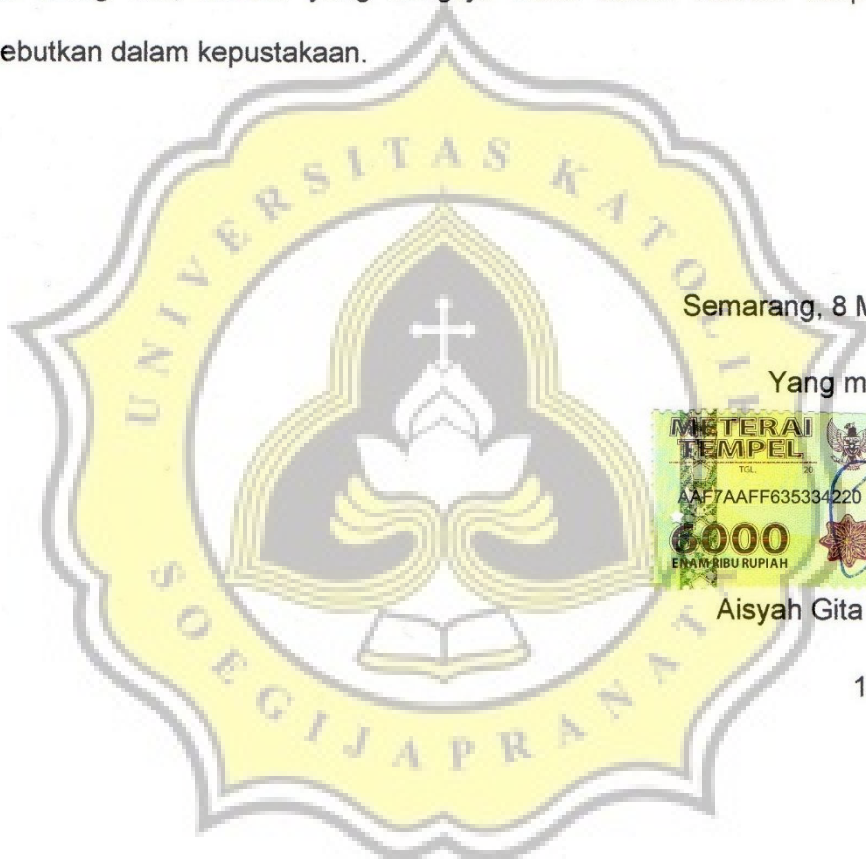 ebutkan dalam kepustakaan.
UNIVERSITAS KATOLIK
SOEGIJAPRANATA
Semarang, 8 M
Yang m
METERAI
TEMPEL
TGL. 20
AAF7AAFF635334220
6000
ENAM RIBU RUPIAH
Aisyah Gita
1